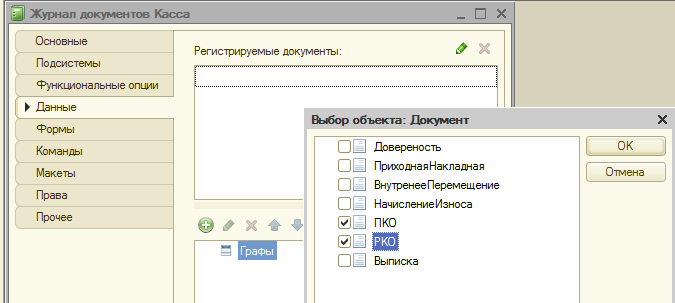 Журнал документов Касса
Основные
Подсистемы
Функциональные опции
Данные
Формы
Команды
Макеты
Права
Прочее
Регистрируемые документы:
Графы
Выбор объекта: Документ
Довереность
ПриходнаяНакладная
ВнутренееПеремещение
НачислениеИзноса
ПКО
РКО
Выписка
OK
Отмена